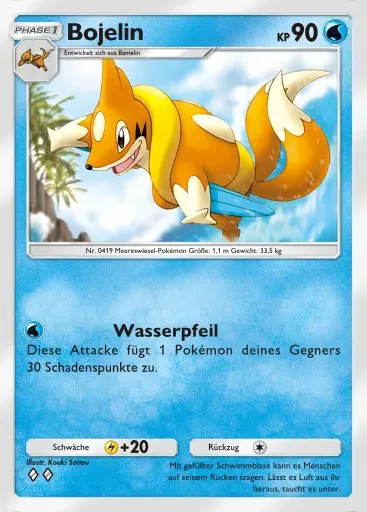 PHASE 1
Bojelin
KP 90
Entwickelt sich aus Bamelin
Nr. 0419 Meereswiesel-Pokémon Größe: 1,1 m Gewicht: 33,5 kg
Wasserpfeil
Diese Attacke fügt 1 Pokémon deines Gegners
30 Schadenspunkte zu.
Schwäche +20
Rückzug
Illustr. Kouki Saitou
Mit gefüllter Schwimmblase kann es Menschen
auf seinem Rücken tragen. Lässt es Luft aus ihr
heraus, taucht es unter.